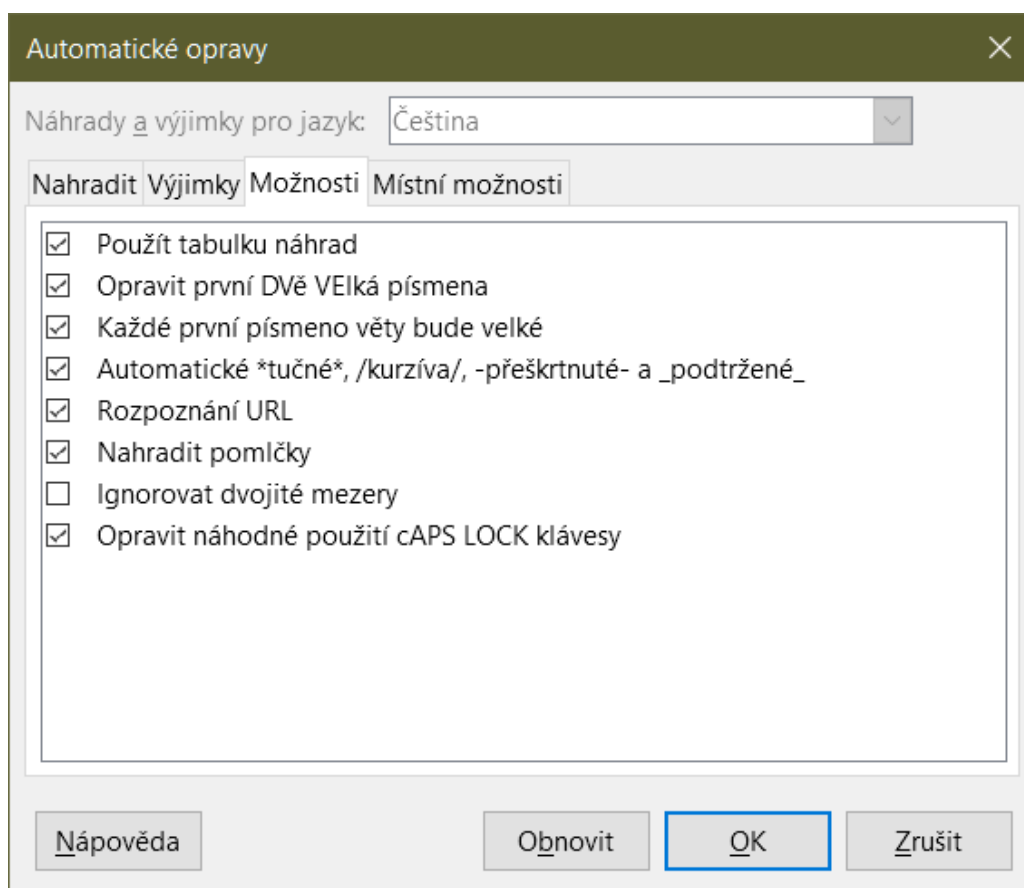 Automatické opravy
Náhrady a výjimky pro jazyk: Čeština
Nahradit Výjimky Možnosti Místní možnosti
Použít tabulku náhrad
Opravit první DVě VElká písmena
Každé první písmeno věty bude velké
Automatické *tučné*, /kurzíva/, -přeškrtnuté- a _podtržené_
Rozpoznání URL
Nahradit pomlčky
Ignorovat dvojité mezery
Opravit náhodné použití cAPS LOCK klávesy
Nápověda Obnovit OK Zrušit